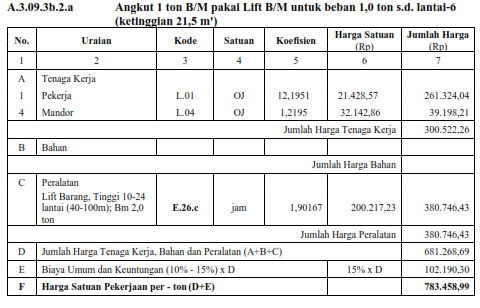 A.3.09.3b.2.a Angkut 1 ton B/M pakai Lift B/M untuk beban 1,0 ton s.d. lantai-6
(ketinggian 21,5 m')
No. Uraian Kode Satuan Koefisien Harga Satuan (Rp) Jumlah Harga (Rp)
1 2 3 4 5 6 7
A Tenaga Kerja
1 Pekerja L.01 OJ 12,1951 21.428,57 261.324,04
4 Mandor L.04 OJ 1,2195 32.142,86 39.198,21
Jumlah Harga Tenaga Kerja 300.522,26
B Bahan
Jumlah Harga Bahan
C Peralatan
Lift Barang, Tinggi 10-24
lantai (40-100m); Bm 2,0 E.26.c jam 1,90167 200.217,23 380.746,43
ton
Jumlah Harga Peralatan 380.746,43
D Jumlah Harga Tenaga Kerja, Bahan dan Peralatan (A+B+C) 681.268,69
E Biaya Umum dan Keuntungan (10% - 15%) x D 15% x D 102.190,30
F Harga Satuan Pekerjaan per - ton (D+E) 783.458,99